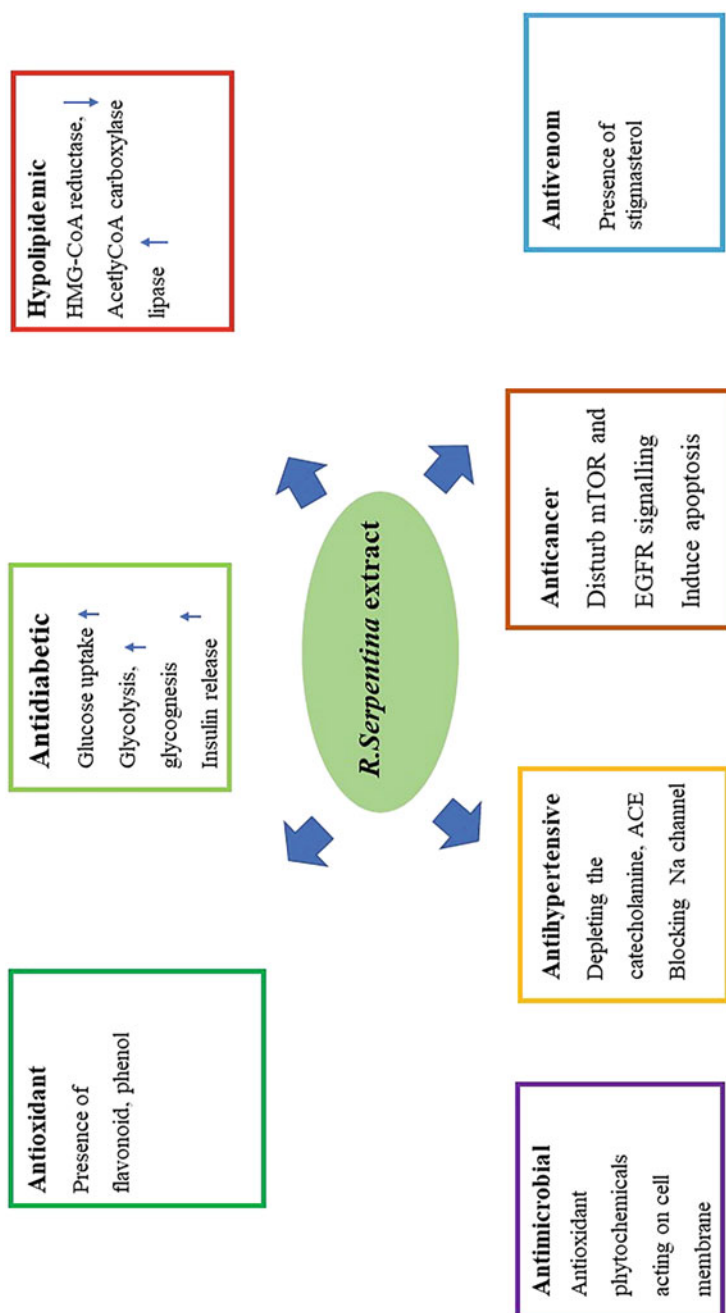 Antioxidant
Presence of
flavonoid, phenol
Antidiabetic
Glucose uptake ↑
Glycolysis, ↑
glycognesis ↑
Insulin release
Hypolipidemic
HMG-CoA reductase, ↓
AcetlyCoA carboxylase
lipase ↑
R.Serpentina extract
Antimicrobial
Antioxidant
phytochemicals
acting on cell
membrane
Antihypertensive
Depleting the
catecholamine, ACE
Blocking Na channel
Anticancer
Disturb mTOR and
EGFR signalling
Induce apoptosis
Antivenom
Presence of
stigmasterol